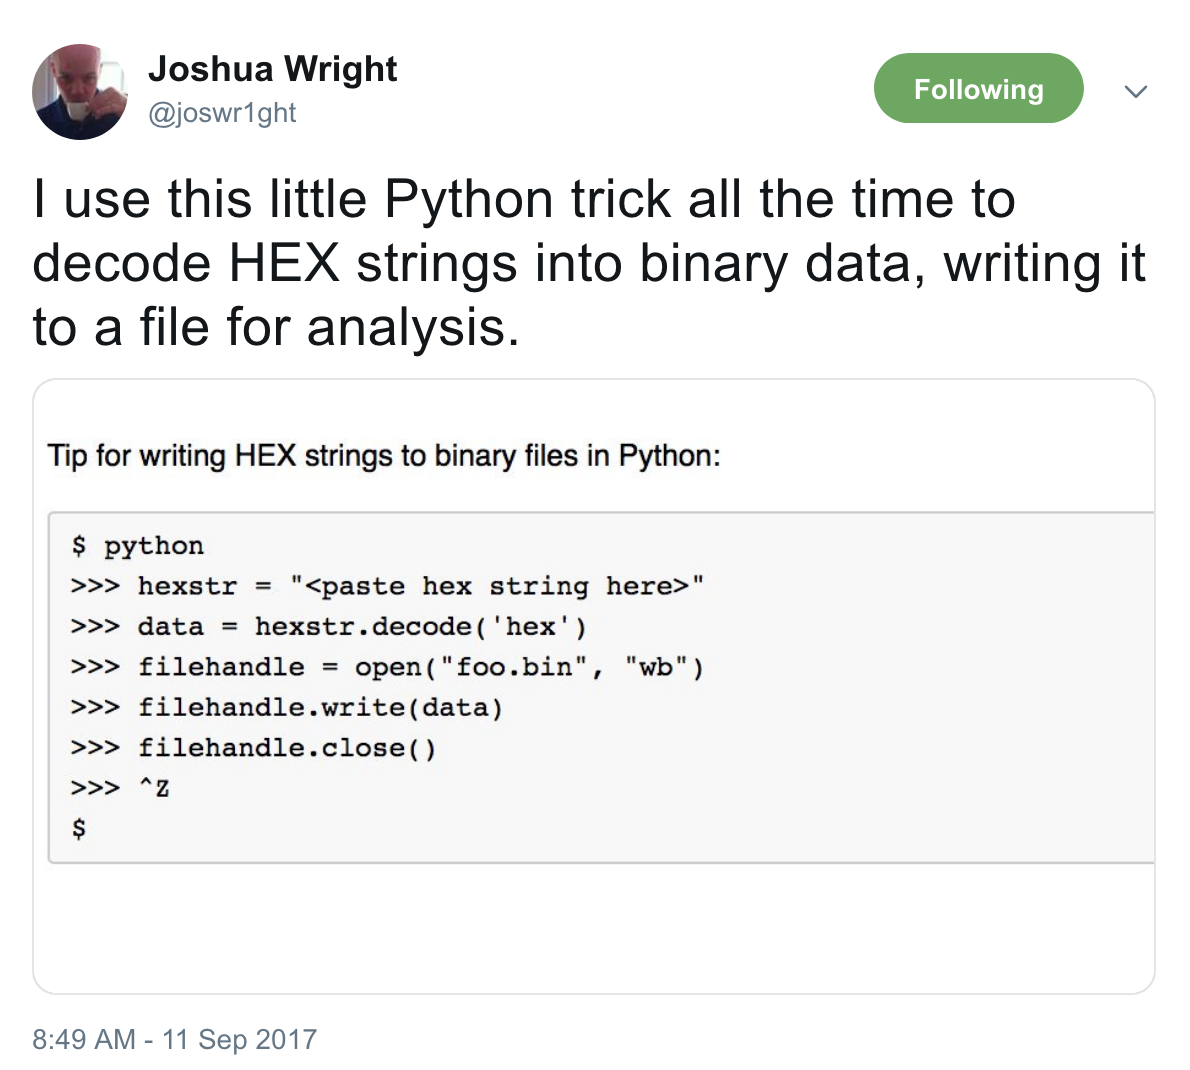 Joshua Wright
@joswr1ght
Following
I use this little Python trick all the time to
decode HEX strings into binary data, writing it
to a file for analysis.
Tip for writing HEX strings to binary files in Python:
$ python
>>> hexstr = "<paste hex string here>"
>>> data = hexstr.decode('hex')
>>> filehandle = open("foo.bin", "wb")
>>> filehandle.write(data)
>>> filehandle.close()
>>> ^Z
$
8:49 AM - 11 Sep 2017